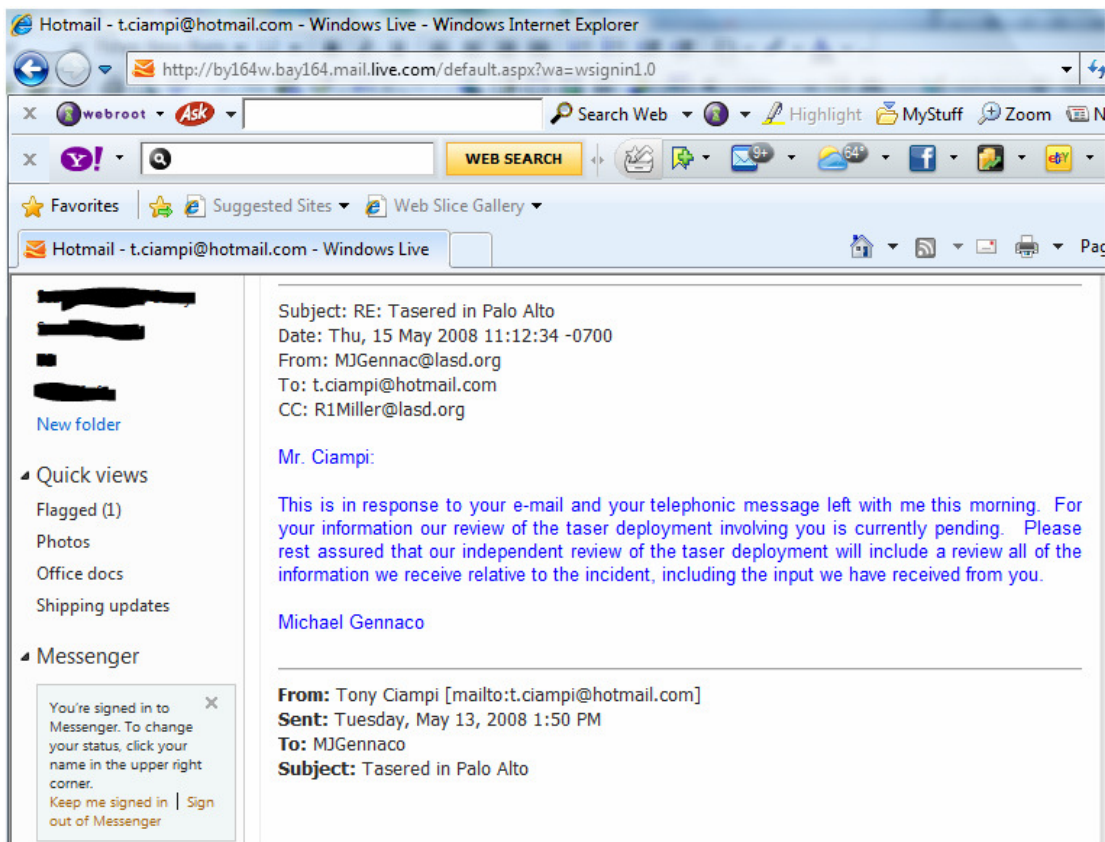 Hotmail - t.ciampi@hotmail.com - Windows Live - Windows Internet Explorer
http://by164w.bay164.mail.live.com/default.aspx?wa=wsignin1.0
x webroot Ask Search Web Highlight MyStuff Zoom N
x Y! WEB SEARCH 9+ 64° f ebY
Favorites Suggested Sites Web Slice Gallery
Hotmail - t.ciampi@hotmail.com - Windows Live Pag
New folder
Quick views
Flagged (1)
Photos
Office docs
Shipping updates
Messenger
You're signed in to
Messenger. To change
your status, click your
name in the upper right
corner.
Keep me signed in | Sign
out of Messenger
Subject: RE: Tasered in Palo Alto
Date: Thu, 15 May 2008 11:12:34 -0700
From: MJGennac@lasd.org
To: t.ciampi@hotmail.com
CC: R1Miller@lasd.org
Mr. Ciampi:
This is in response to your e-mail and your telephonic message left with me this morning. For
your information our review of the taser deployment involving you is currently pending. Please
rest assured that our independent review of the taser deployment will include a review all of the
information we receive relative to the incident, including the input we have received from you.
Michael Gennaco
From: Tony Ciampi [mailto:t.ciampi@hotmail.com]
Sent: Tuesday, May 13, 2008 1:50 PM
To: MJGennaco
Subject: Tasered in Palo Alto